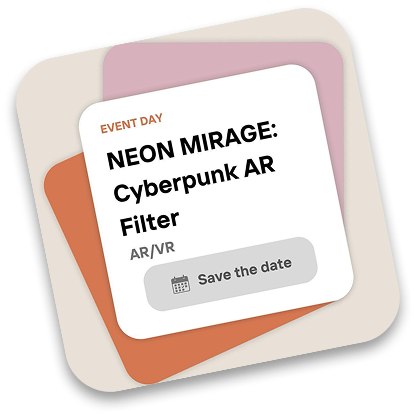 EVENT DAY
NEON MIRAGE:
Cyberpunk AR
Filter
AR/VR
Save the date